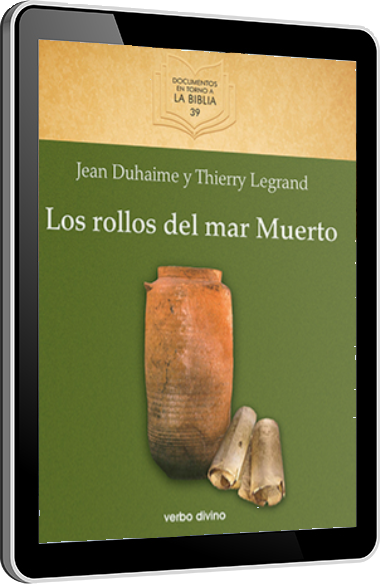 DOCUMENTOS
EN TORNO A
LA BIBLIA
39
Jean Duhaime y Thierry Legrand
Los rollos del mar Muerto
verbo divino